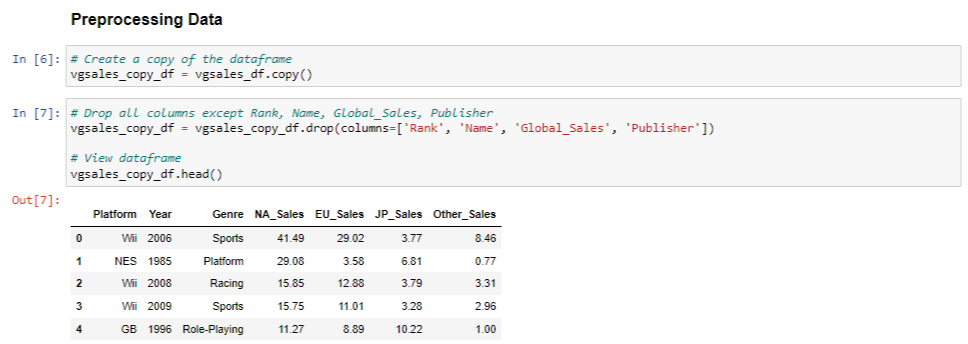 Preprocessing Data
In [6]: # Create a copy of the dataframe
vgsales_copy_df = vgsales_df.copy()
In [7]: # Drop all columns except Rank, Name, Global_Sales, Publisher
vgsales_copy_df = vgsales_copy_df.drop(columns=['Rank', 'Name', 'Global_Sales', 'Publisher'])
# View dataframe
vgsales_copy_df.head()
Out[7]:
Platform Year Genre NA_Sales EU_Sales JP_Sales Other_Sales
0 Wii 2006 Sports 41.49 29.02 3.77 8.46
1 NES 1985 Platform 29.08 3.58 6.81 0.77
2 Wii 2008 Racing 15.85 12.88 3.79 3.31
3 Wii 2009 Sports 15.75 11.01 3.28 2.96
4 GB 1996 Role-Playing 11.27 8.89 10.22 1.00